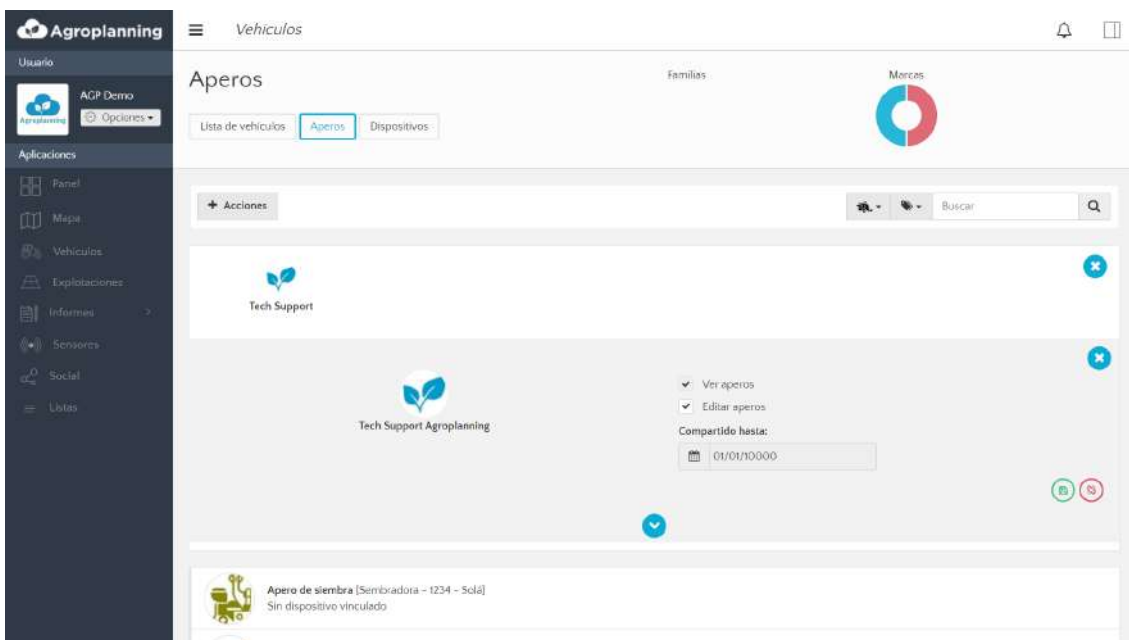 Agroplanning
Vehiculos
Usuario
AGP Demo
Agroplanning
Opciones
Aplicaciones
Panel
Mapa
Vehiculos
Explotaciones
Informes
Sensores
Social
Listas
Aperos
Familias
Marcas
Lista de vehiculos
Aperos
Dispositivos
+ Acciones
Buscar
Tech Support
Tech Support Agroplanning
Ver aperos
Editar aperos
Compartido hasta:
01/01/10000
Apero de siembra [Sembradora - 1234 - Solá]
Sin dispositivo vinculado